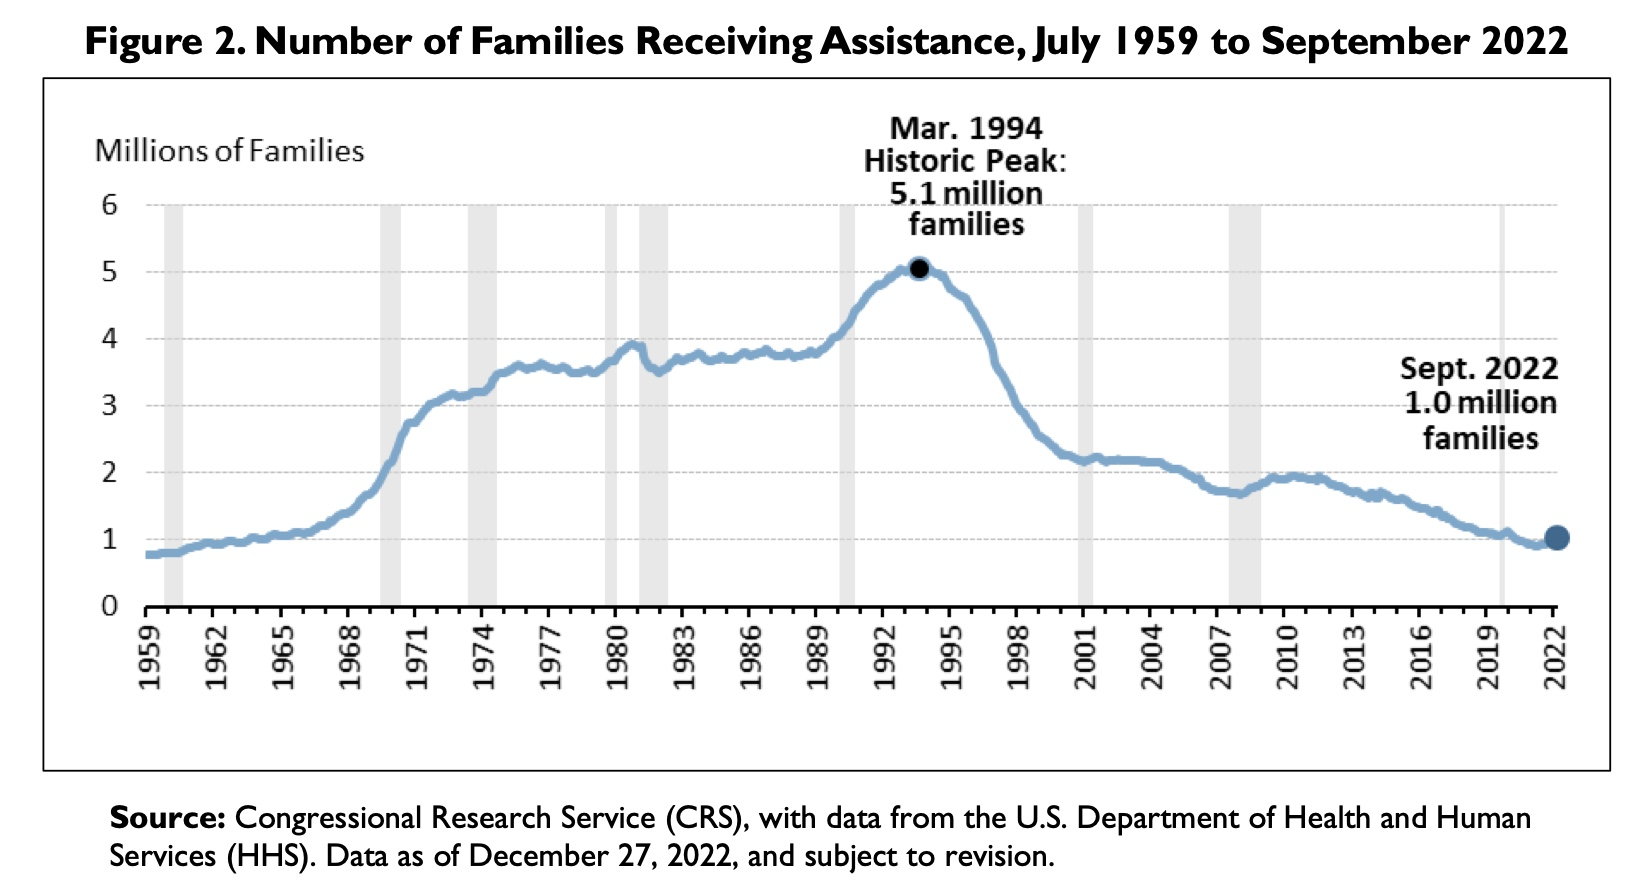 Figure 2. Number of Families Receiving Assistance, July 1959 to September 2022
Mar. 1994
Historic Peak:
5.1 million
families
Millions of Families
6
5
4
3
2
1
0
Sept. 2022
1.0 million
families
1959
1962
1965
1968
1971
1974
1977
1980
1983
1986
1989
1992
1995
1998
2001
2004
2007
2010
2013
2016
2019
2022
Source: Congressional Research Service (CRS), with data from the U.S. Department of Health and Human
Services (HHS). Data as of December 27, 2022, and subject to revision.